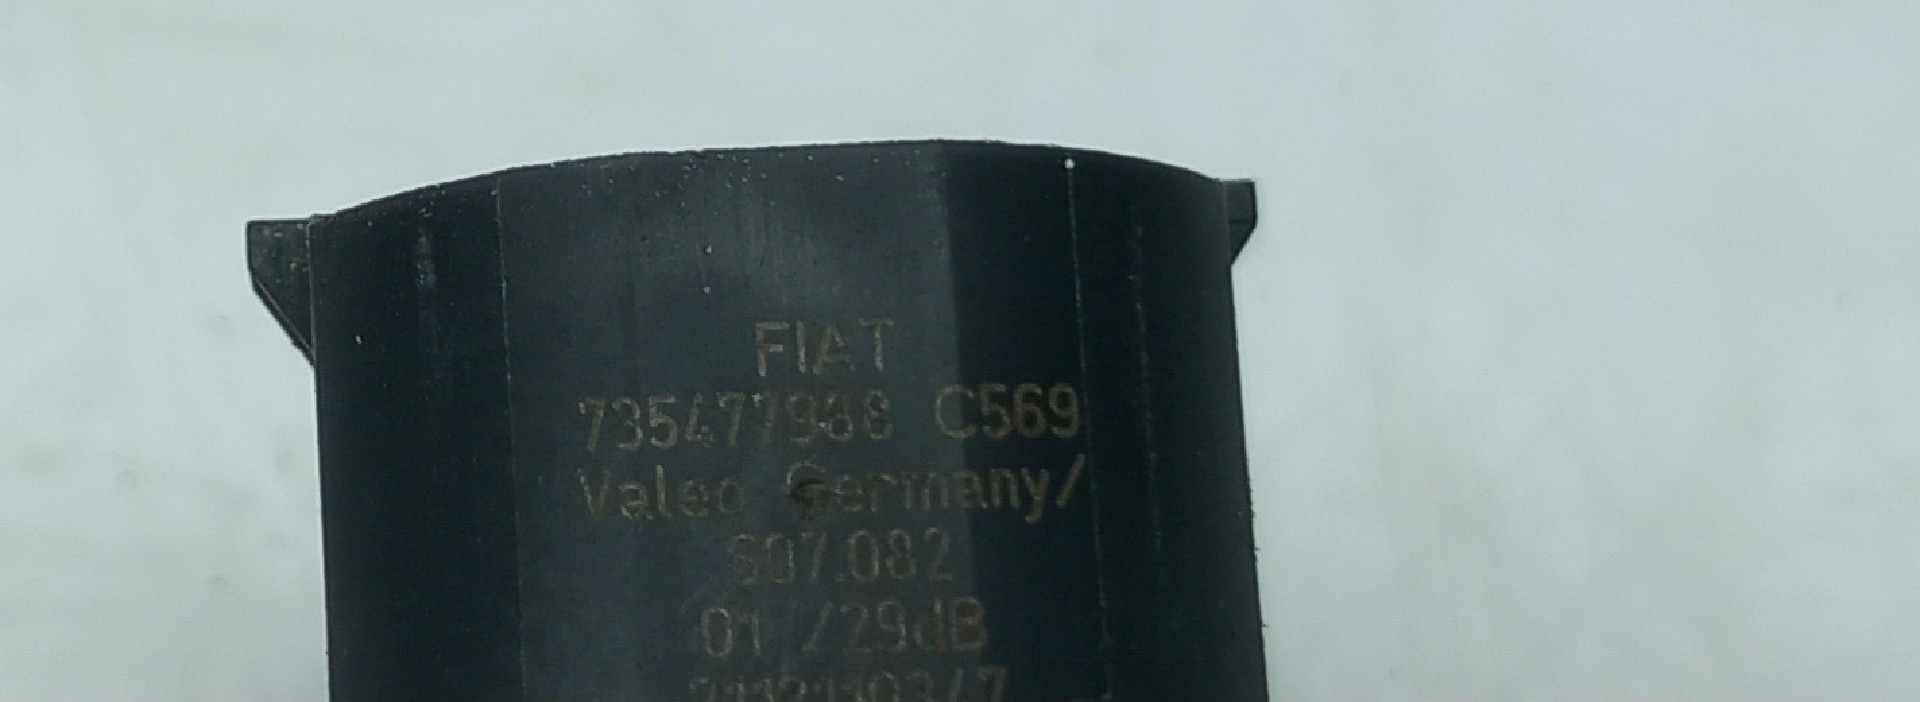 FIAT
735477988 C569
Valeo Germany/
607.082
01 /29dB